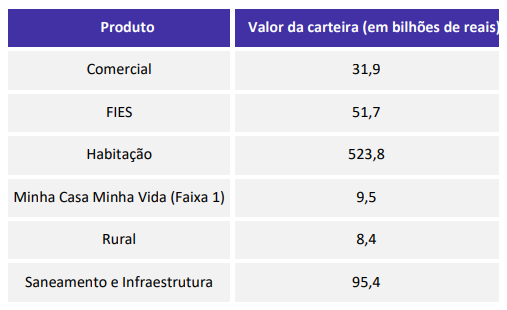 Produto Valor da carteira (em bilhões de reais)
Comercial 31,9
FIES 51,7
Habitação 523,8
Minha Casa Minha Vida (Faixa 1) 9,5
Rural 8,4
Saneamento e Infraestrutura 95,4